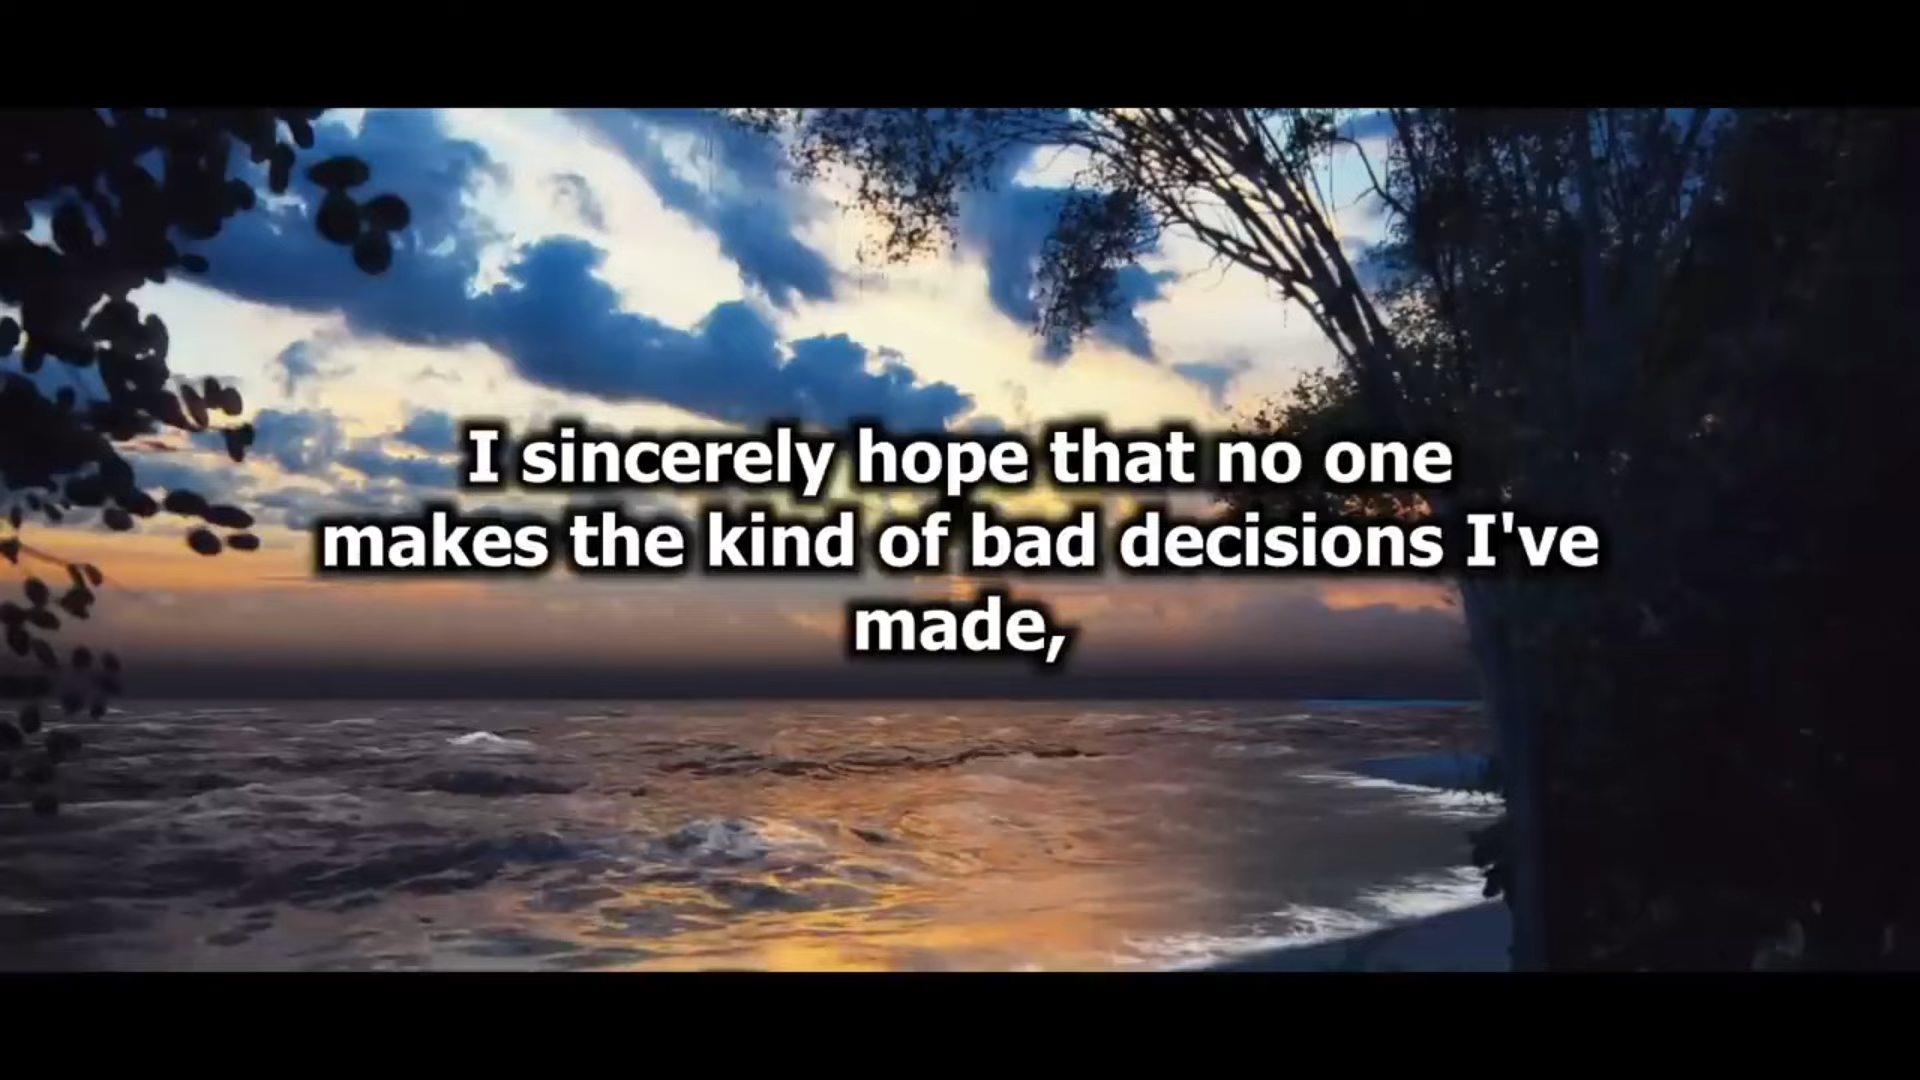 I sincerely hope that no one
makes the kind of bad decisions I've
made,